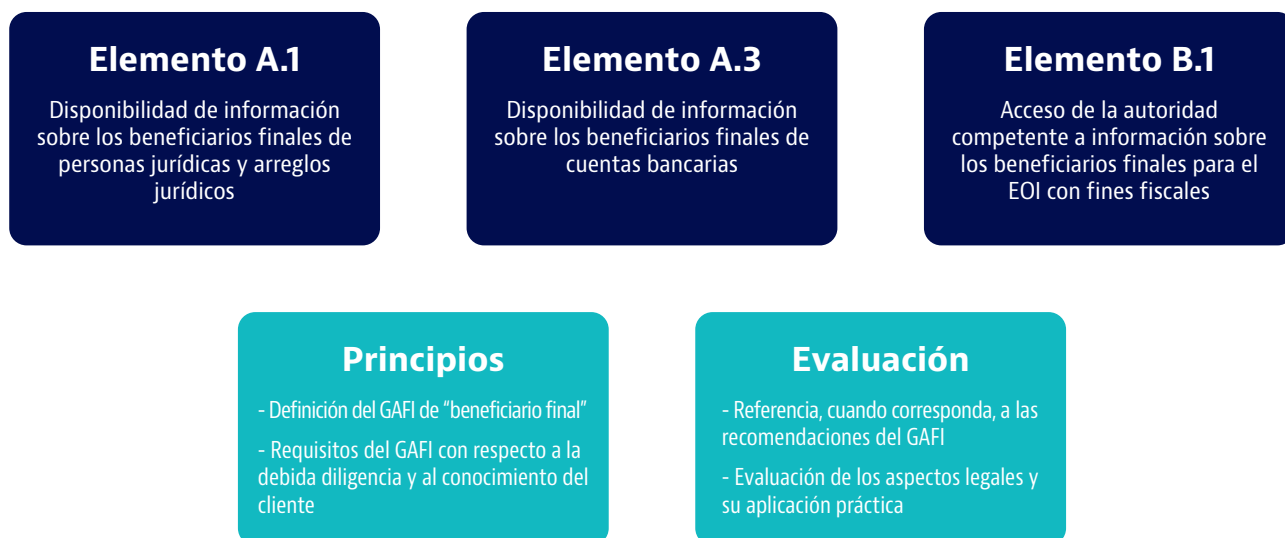 Elemento A.1
Disponibilidad de información
sobre los beneficiarios finales de
personas jurídicas y arreglos
jurídicos
Elemento A.3
Disponibilidad de información
sobre los beneficiarios finales de
cuentas bancarias
Elemento B.1
Acceso de la autoridad
competente a información sobre
los beneficiarios finales para el
EOI con fines fiscales
Principios
- Definición del GAFI de “beneficiario final”
- Requisitos del GAFI con respecto a la
debida diligencia y al conocimiento del
cliente
Evaluación
- Referencia, cuando corresponda, a las
recomendaciones del GAFI
- Evaluación de los aspectos legales y
su aplicación práctica